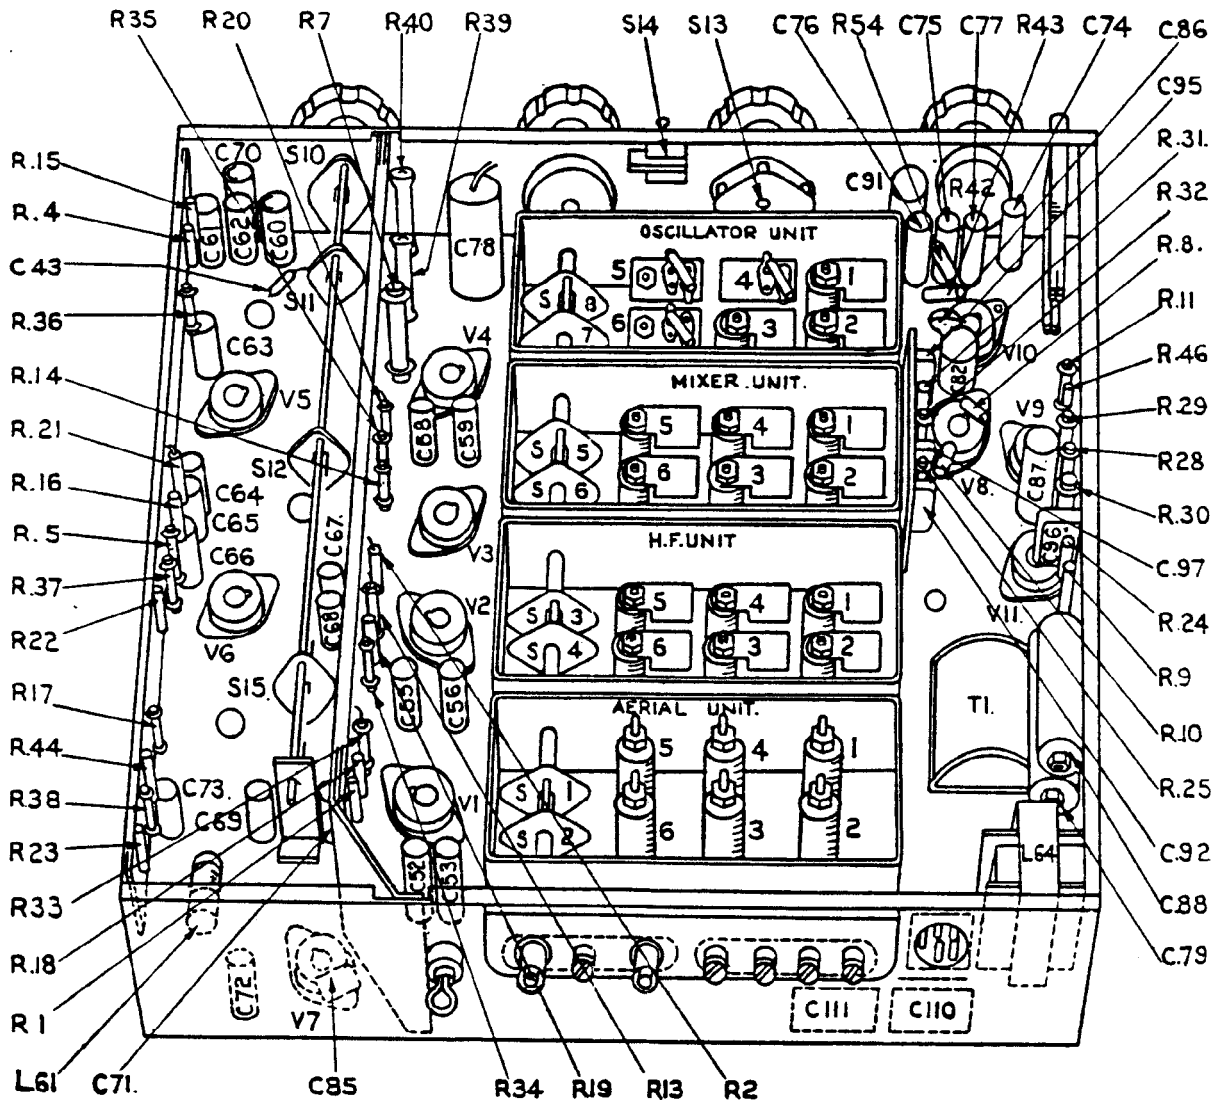 R35 R20 R7 R40 R39 S14 S13 C76 R54 C75 C77 R43 C74 C86
C95
R.31.
R.32
R.8.
R.11
R.46
R.29
R28
R.30
C.97
R.24
R.9
R.10
R.25
C.92
C.88
C.79
R.15
R.4
C43
R.36
R.14
R.21
R.16
R.5
R.37
R22
R17
R.44
R38
R23
R33
R.18
R1
L61 C71. C85 R34 R19 R13 R2
C70 S10
C61 C62 C60
S11
C63
V5
S12
C64
C65
C66
C67.
C68
V6
S15.
C73.
C69
C72
V7
C78
V4
C68 C59
V3
V2
C55 C56
V1
C52 C53
OSCILLATOR UNIT
S 8
7
5 4 1
6 3 2
MIXER UNIT.
S 5
S 6
5 4 1
6 3 2
H.F. UNIT
S 3
S 4
5 4 1
6 3 2
AERIAL UNIT.
S 1
S 2
5 4 1
6 3 2
C91
R42
V10
C82
V9
C87.
V8.
C96
V11.
T1.
L64
C111 C110